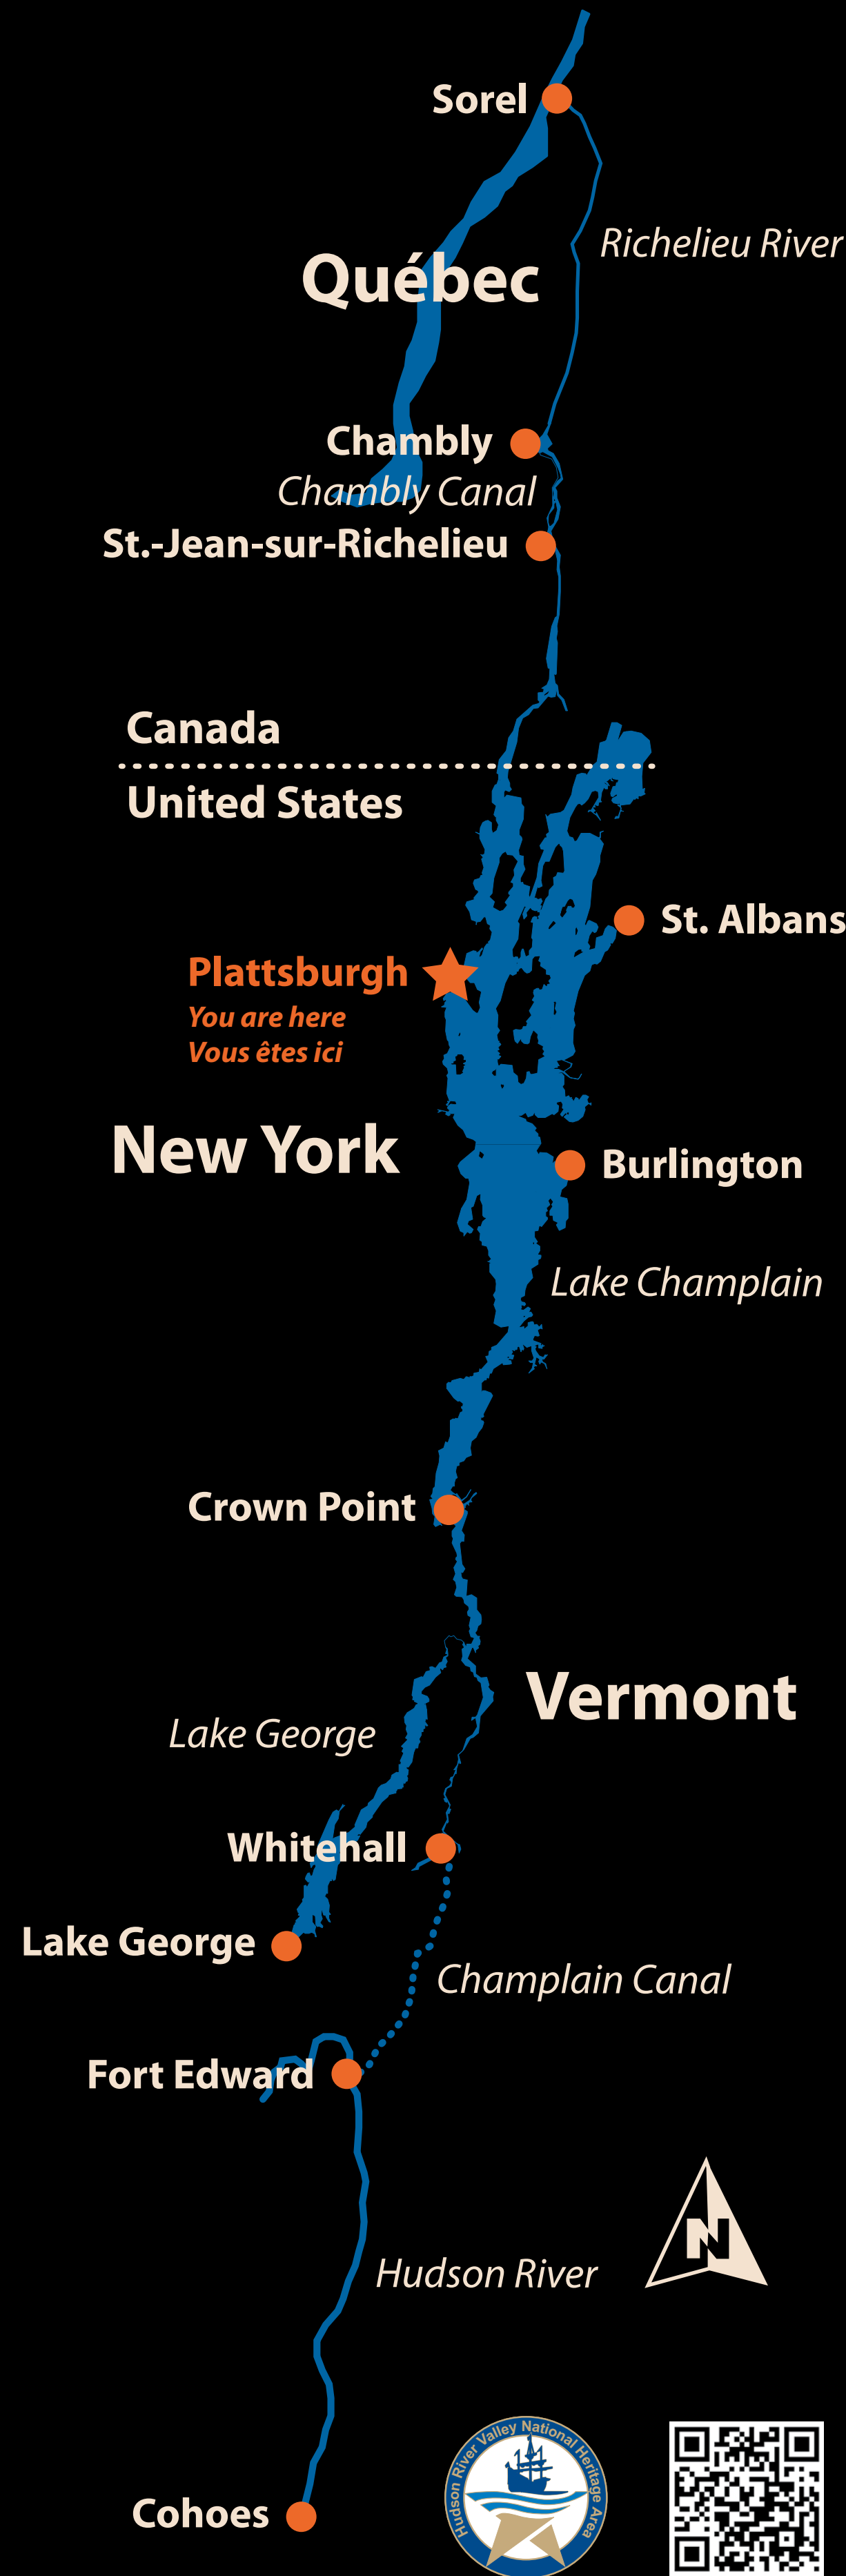 Sorel
Richelieu River
Québec
Chambly
Chambly Canal
St.-Jean-sur-Richelieu
Canada
United States
St. Albans
Plattsburgh
You are here
Vous êtes ici
New York
Burlington
Lake Champlain
Crown Point
Vermont
Lake George
Whitehall
Lake George
Champlain Canal
Fort Edward
N
Hudson River
Hudson River Valley National Heritage Area
Cohoes